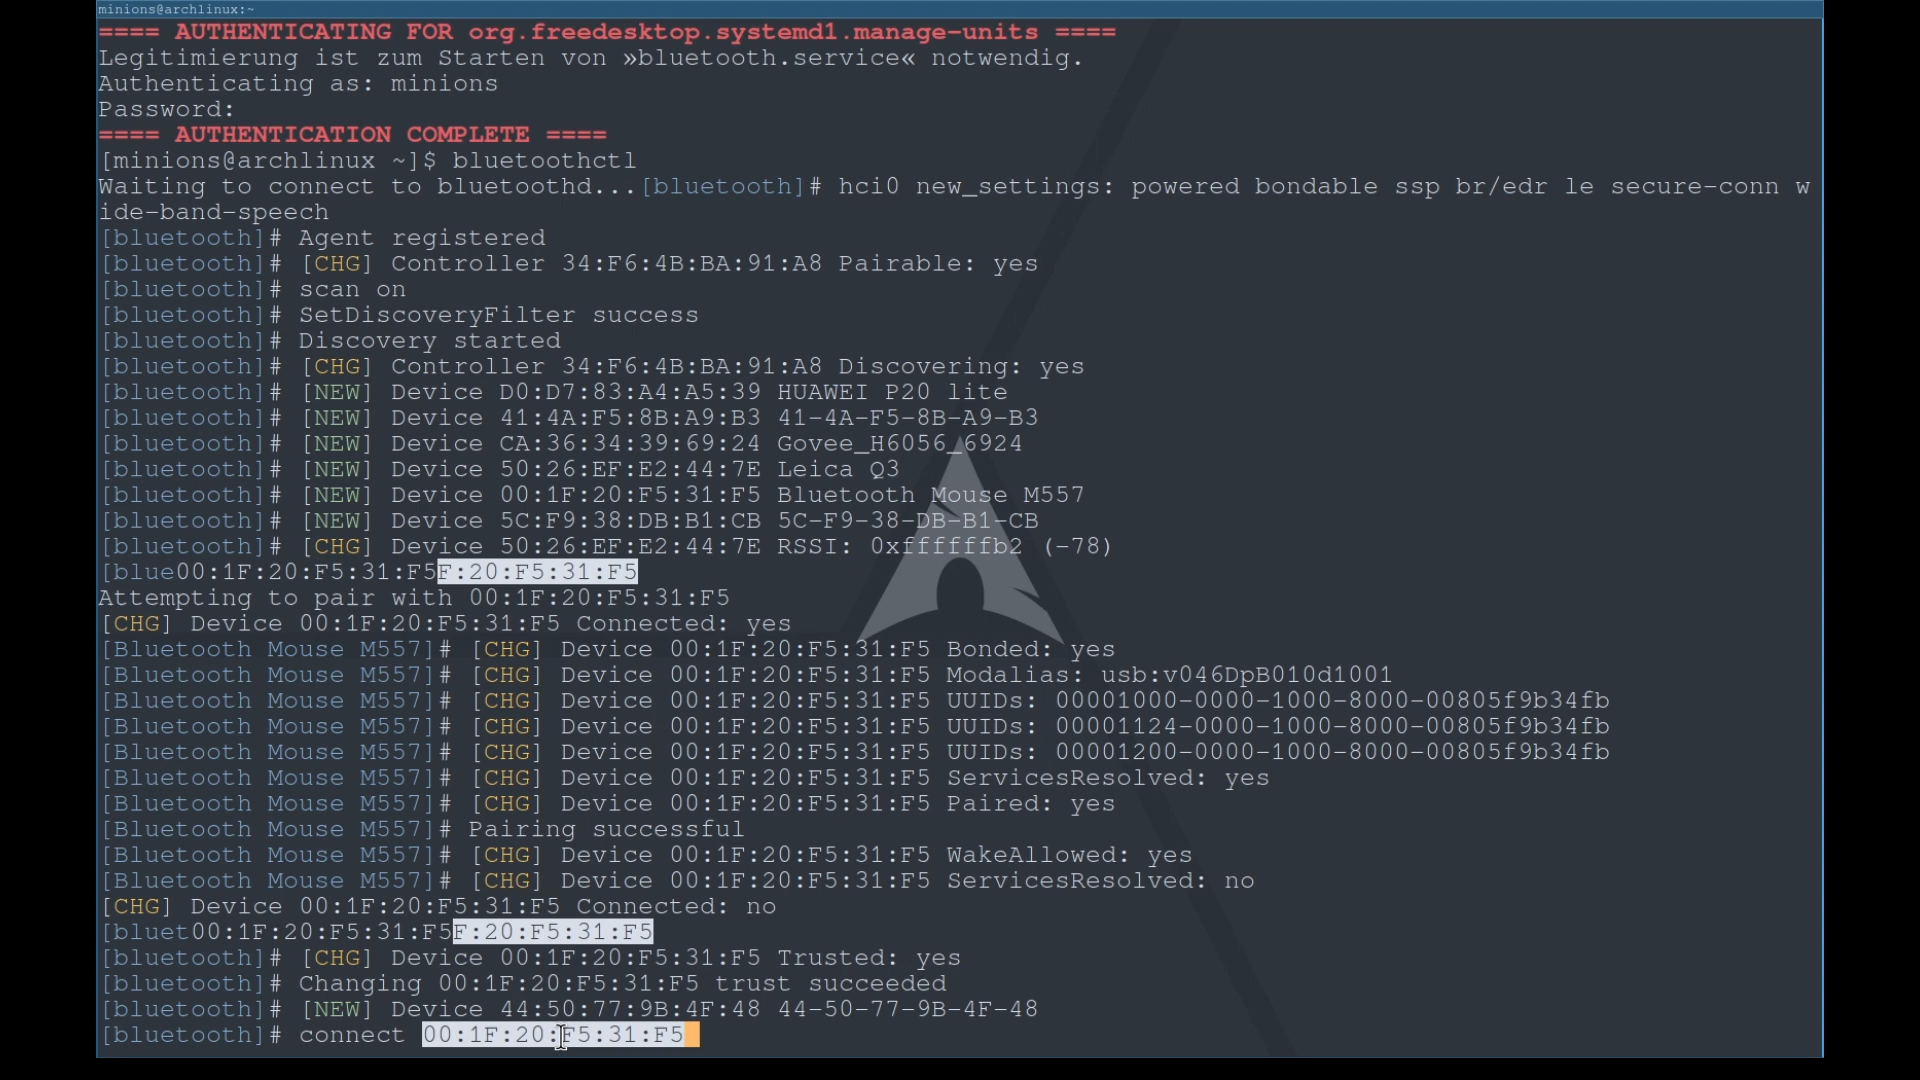 minions@archlinux:~
==== AUTHENTICATING FOR org.freedesktop.systemd1.manage-units ====
Legitimierung ist zum Starten von »bluetooth.service« notwendig.
Authenticating as: minions
Password:
==== AUTHENTICATION COMPLETE ====
[minions@archlinux ~]$ bluetoothctl
Waiting to connect to bluetoothd...[bluetooth]# hci0 new_settings: powered bondable ssp br/edr le secure-conn w
ide-band-speech
[bluetooth]# Agent registered
[bluetooth]# [CHG] Controller 34:F6:4B:BA:91:A8 Pairable: yes
[bluetooth]# scan on
[bluetooth]# SetDiscoveryFilter success
[bluetooth]# Discovery started
[bluetooth]# [CHG] Controller 34:F6:4B:BA:91:A8 Discovering: yes
[bluetooth]# [NEW] Device D0:D7:83:A4:A5:39 HUAWEI P20 lite
[bluetooth]# [NEW] Device 41:4A:F5:8B:A9:B3 41-4A-F5-8B-A9-B3
[bluetooth]# [NEW] Device CA:36:34:39:69:24 Govee_H6056_6924
[bluetooth]# [NEW] Device 50:26:EF:E2:44:7E Leica Q3
[bluetooth]# [NEW] Device 00:1F:20:F5:31:F5 Bluetooth Mouse M557
[bluetooth]# [NEW] Device 5C:F9:38:DB:B1:CB 5C-F9-38-DB-B1-CB
[bluetooth]# [CHG] Device 50:26:EF:E2:44:7E RSSI: 0xffffffb2 (-78)
[blue00:1F:20:F5:31:F5F:20:F5:31:F5
Attempting to pair with 00:1F:20:F5:31:F5
[CHG] Device 00:1F:20:F5:31:F5 Connected: yes
[Bluetooth Mouse M557]# [CHG] Device 00:1F:20:F5:31:F5 Bonded: yes
[Bluetooth Mouse M557]# [CHG] Device 00:1F:20:F5:31:F5 Modalias: usb:v046DpB010d1001
[Bluetooth Mouse M557]# [CHG] Device 00:1F:20:F5:31:F5 UUIDs: 00001000-0000-1000-8000-00805f9b34fb
[Bluetooth Mouse M557]# [CHG] Device 00:1F:20:F5:31:F5 UUIDs: 00001124-0000-1000-8000-00805f9b34fb
[Bluetooth Mouse M557]# [CHG] Device 00:1F:20:F5:31:F5 UUIDs: 00001200-0000-1000-8000-00805f9b34fb
[Bluetooth Mouse M557]# [CHG] Device 00:1F:20:F5:31:F5 ServicesResolved: yes
[Bluetooth Mouse M557]# [CHG] Device 00:1F:20:F5:31:F5 Paired: yes
[Bluetooth Mouse M557]# Pairing successful
[Bluetooth Mouse M557]# [CHG] Device 00:1F:20:F5:31:F5 WakeAllowed: yes
[Bluetooth Mouse M557]# [CHG] Device 00:1F:20:F5:31:F5 ServicesResolved: no
[CHG] Device 00:1F:20:F5:31:F5 Connected: no
[bluet00:1F:20:F5:31:F5F:20:F5:31:F5
[bluetooth]# [CHG] Device 00:1F:20:F5:31:F5 Trusted: yes
[bluetooth]# Changing 00:1F:20:F5:31:F5 trust succeeded
[bluetooth]# [NEW] Device 44:50:77:9B:4F:48 44-50-77-9B-4F-48
[bluetooth]# connect 00:1F:20:F5:31:F5